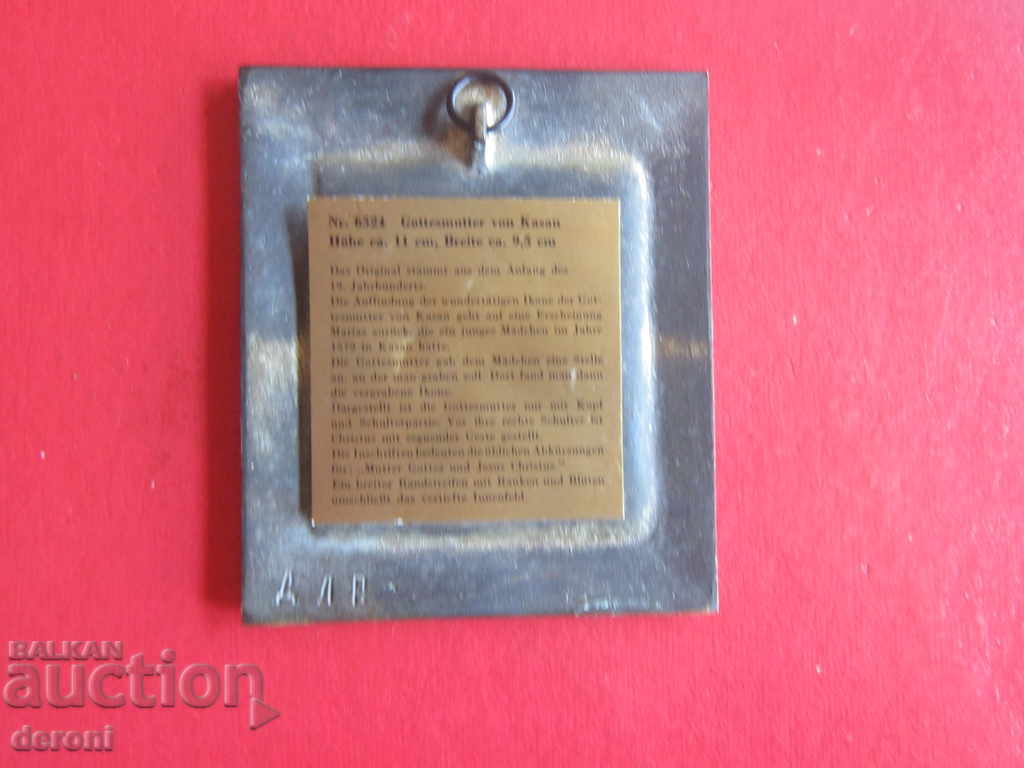 Nr. 6324 Gottesmutter von Kasan
Höhe ca. 11 cm, Breite ca. 9,5 cm
Das Original stammt aus dem Anfang des
19. Jahrhunderts.
Die Auffindung der wundertätigen Ikone der Got-
tesmutter von Kasan geht auf eine Erscheinung
Marias zurück, die ein junges Mädchen im Jahre
1579 in Kasan hatte.
Die Gottesmutter gab dem Mädchen eine Stelle
an, an der man graben soll. Dort fand man dann
die vergrabene Ikone.
Dargestellt ist die Gottesmutter nur mit Kopf
und Schulterpartie. Vor ihre rechte Schulter ist
Christus mit segnender Geste gestellt.
Die Inschriften bedeuten die üblichen Abkürzungen
für: „Mutter Gottes und Jesus Christus."
Ein breiter Randstreifen mit Ranken und Blüten
umschließt das vertiefte Innenfeld.
ДЛП
BALKAN
auction
deroni